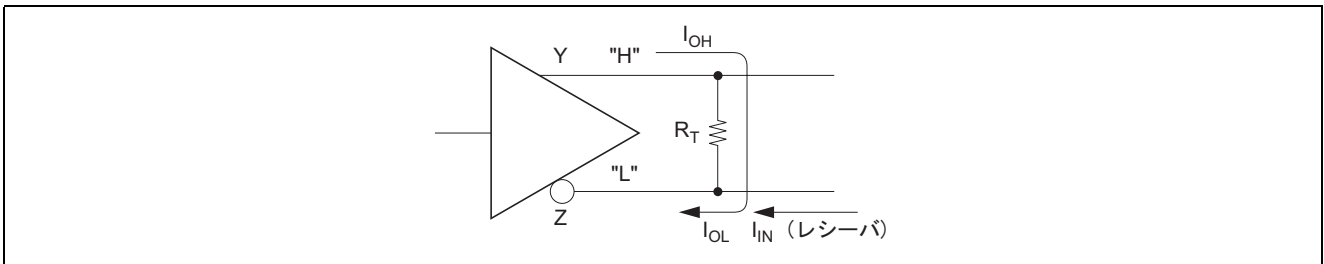 I_OH
Y "H"
R_T
"L"
Z
I_OL I_IN (レシーバ)